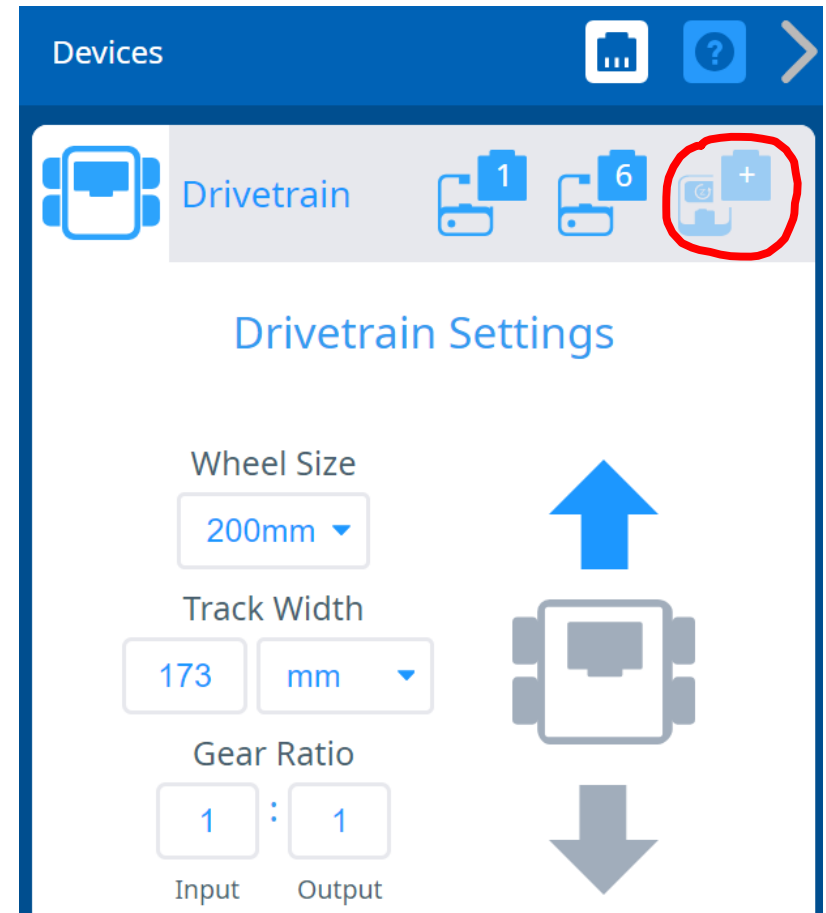 Devices
?
Drivetrain
1
6
+
Drivetrain Settings
Wheel Size
200mm
Track Width
173
mm
Gear Ratio
1 : 1
Input Output